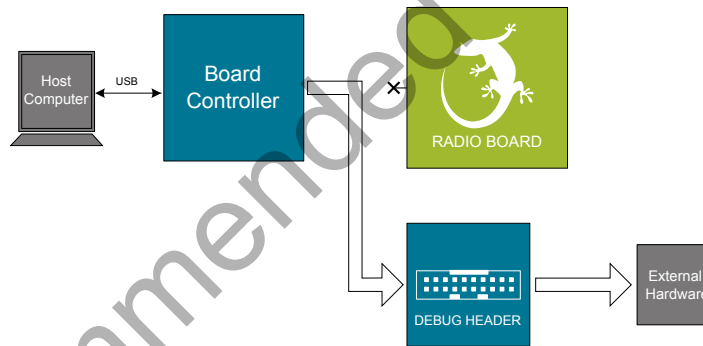 Host
Computer
USB
Board
Controller
RADIO BOARD
DEBUG HEADER
External
Hardware